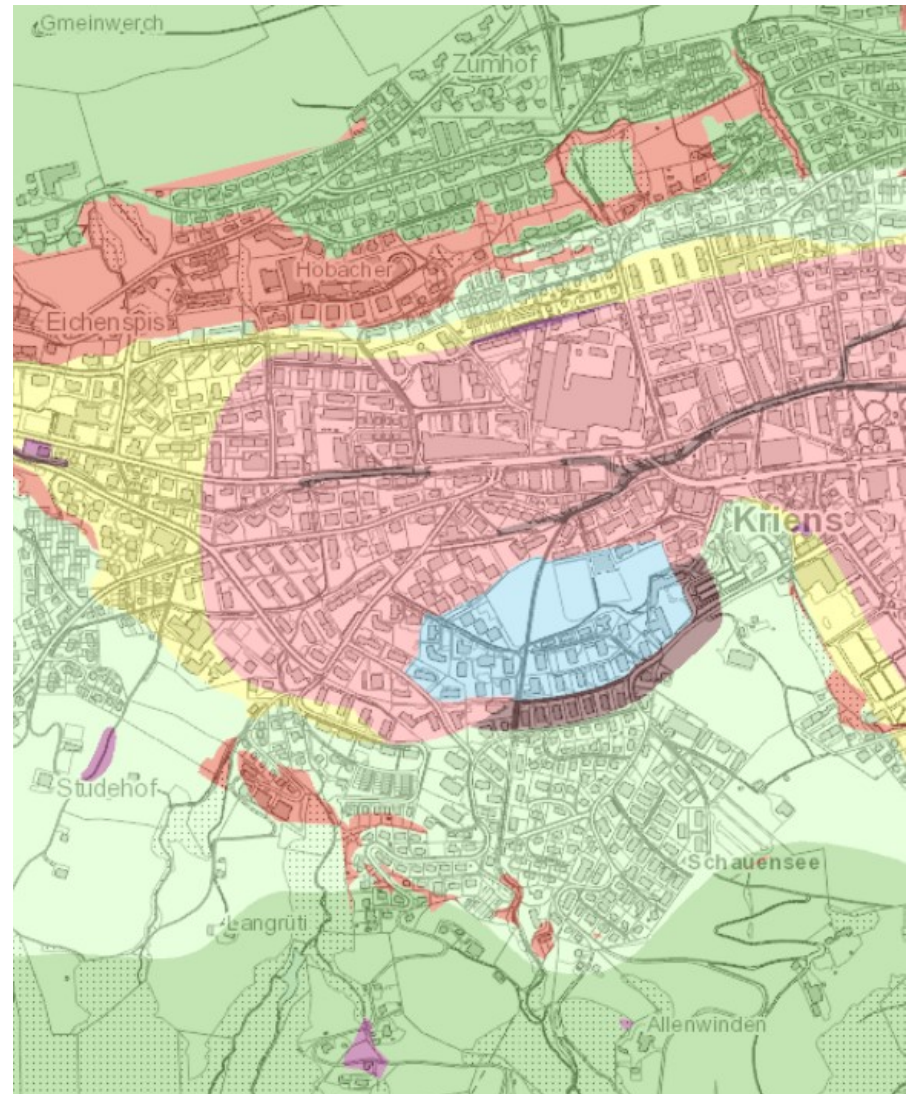 Gmeinwerch
Zumhof
Hobacher
Eichenspis
Kriens
Studehof
Schauensee
Langrüti
Allenwinden